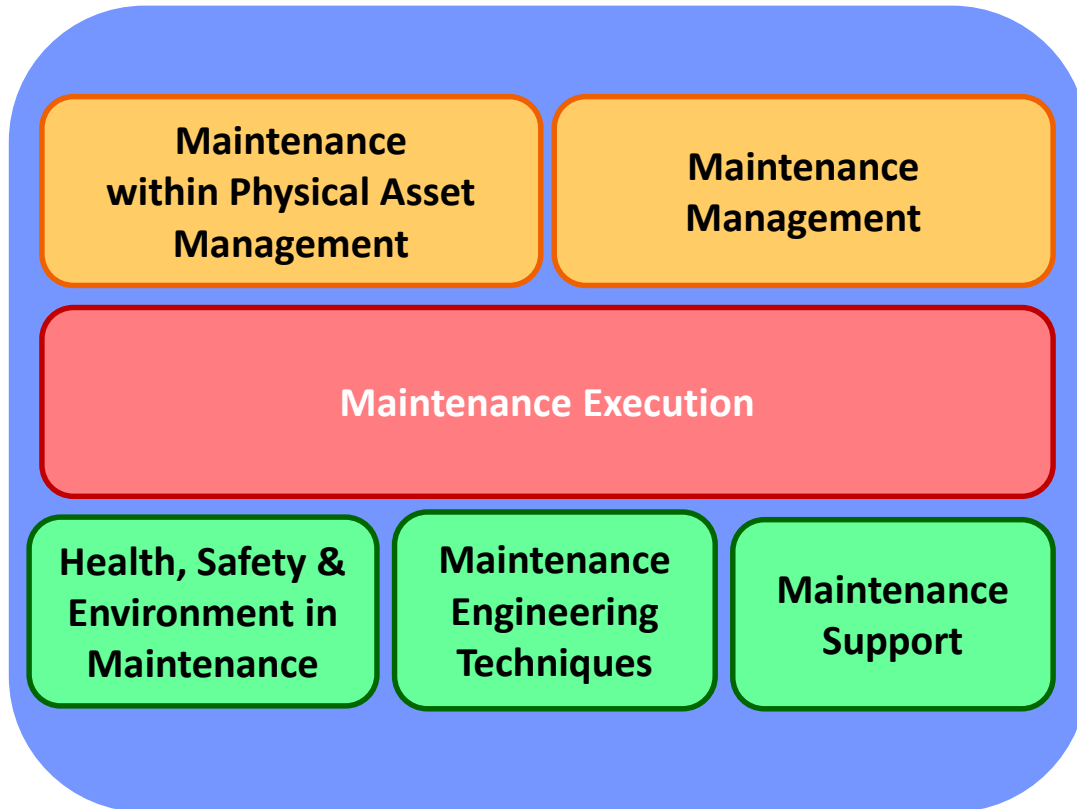 Maintenance
within Physical Asset
Management
Maintenance
Management
Maintenance Execution
Health, Safety &
Environment in
Maintenance
Maintenance
Engineering
Techniques
Maintenance
Support